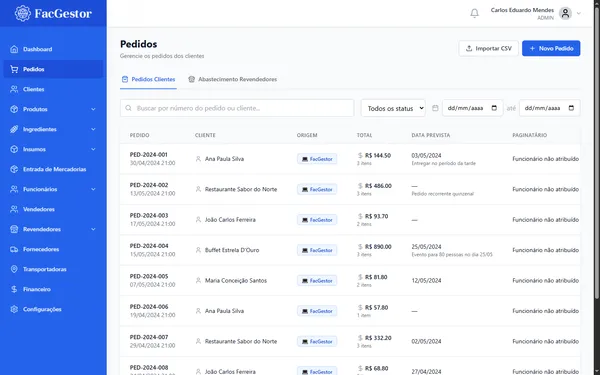 FacGestor
Carlos Eduardo Mendes
ADMIN
Dashboard
Pedidos
Clientes
Produtos
Ingredientes
Insumos
Entrada de Mercadorias
Funcionários
Vendedores
Revendedores
Fornecedores
Transportadoras
Financeiro
Configurações
Pedidos
Gerencie os pedidos dos clientes
Importar CSV
+ Novo Pedido
Pedidos Clientes
Abastecimento Revendedores
Buscar por número do pedido ou cliente...
Todos os status
dd/mm/aaaa
até
dd/mm/aaaa
PEDIDO CLIENTE ORIGEM TOTAL DATA PREVISTA PAGINATÁRIO
PED-2024-001 Ana Paula Silva FacGestor R$ 144.50 03/05/2024 Funcionário não atribuído
30/04/2024 21:00 3 itens Entregar no período da tarde
PED-2024-002 Restaurante Sabor do Norte FacGestor R$ 486.00 — Funcionário não atribuído
13/05/2024 21:00 3 itens Pedido recorrente quinzenal
PED-2024-003 João Carlos Ferreira FacGestor R$ 93.70 — Funcionário não atribuído
17/05/2024 21:00 2 itens
PED-2024-004 Buffet Estrela D'Ouro FacGestor R$ 890.00 25/05/2024 Funcionário não atribuído
15/05/2024 21:00 3 itens Evento para 80 pessoas no dia 25/05
PED-2024-005 Maria Conceição Santos FacGestor R$ 81.80 12/05/2024 Funcionário não atribuído
07/05/2024 21:00 2 itens
PED-2024-006 Ana Paula Silva FacGestor R$ 57.80 — Funcionário não atribuído
19/04/2024 21:00 1 item
PED-2024-007 Restaurante Sabor do Norte FacGestor R$ 332.20 02/05/2024 Funcionário não atribuído
29/04/2024 21:00 3 itens
PED-2024-008 João Carlos Ferreira FacGestor R$ 68.80 27/04/2024 Funcionário não atribuído